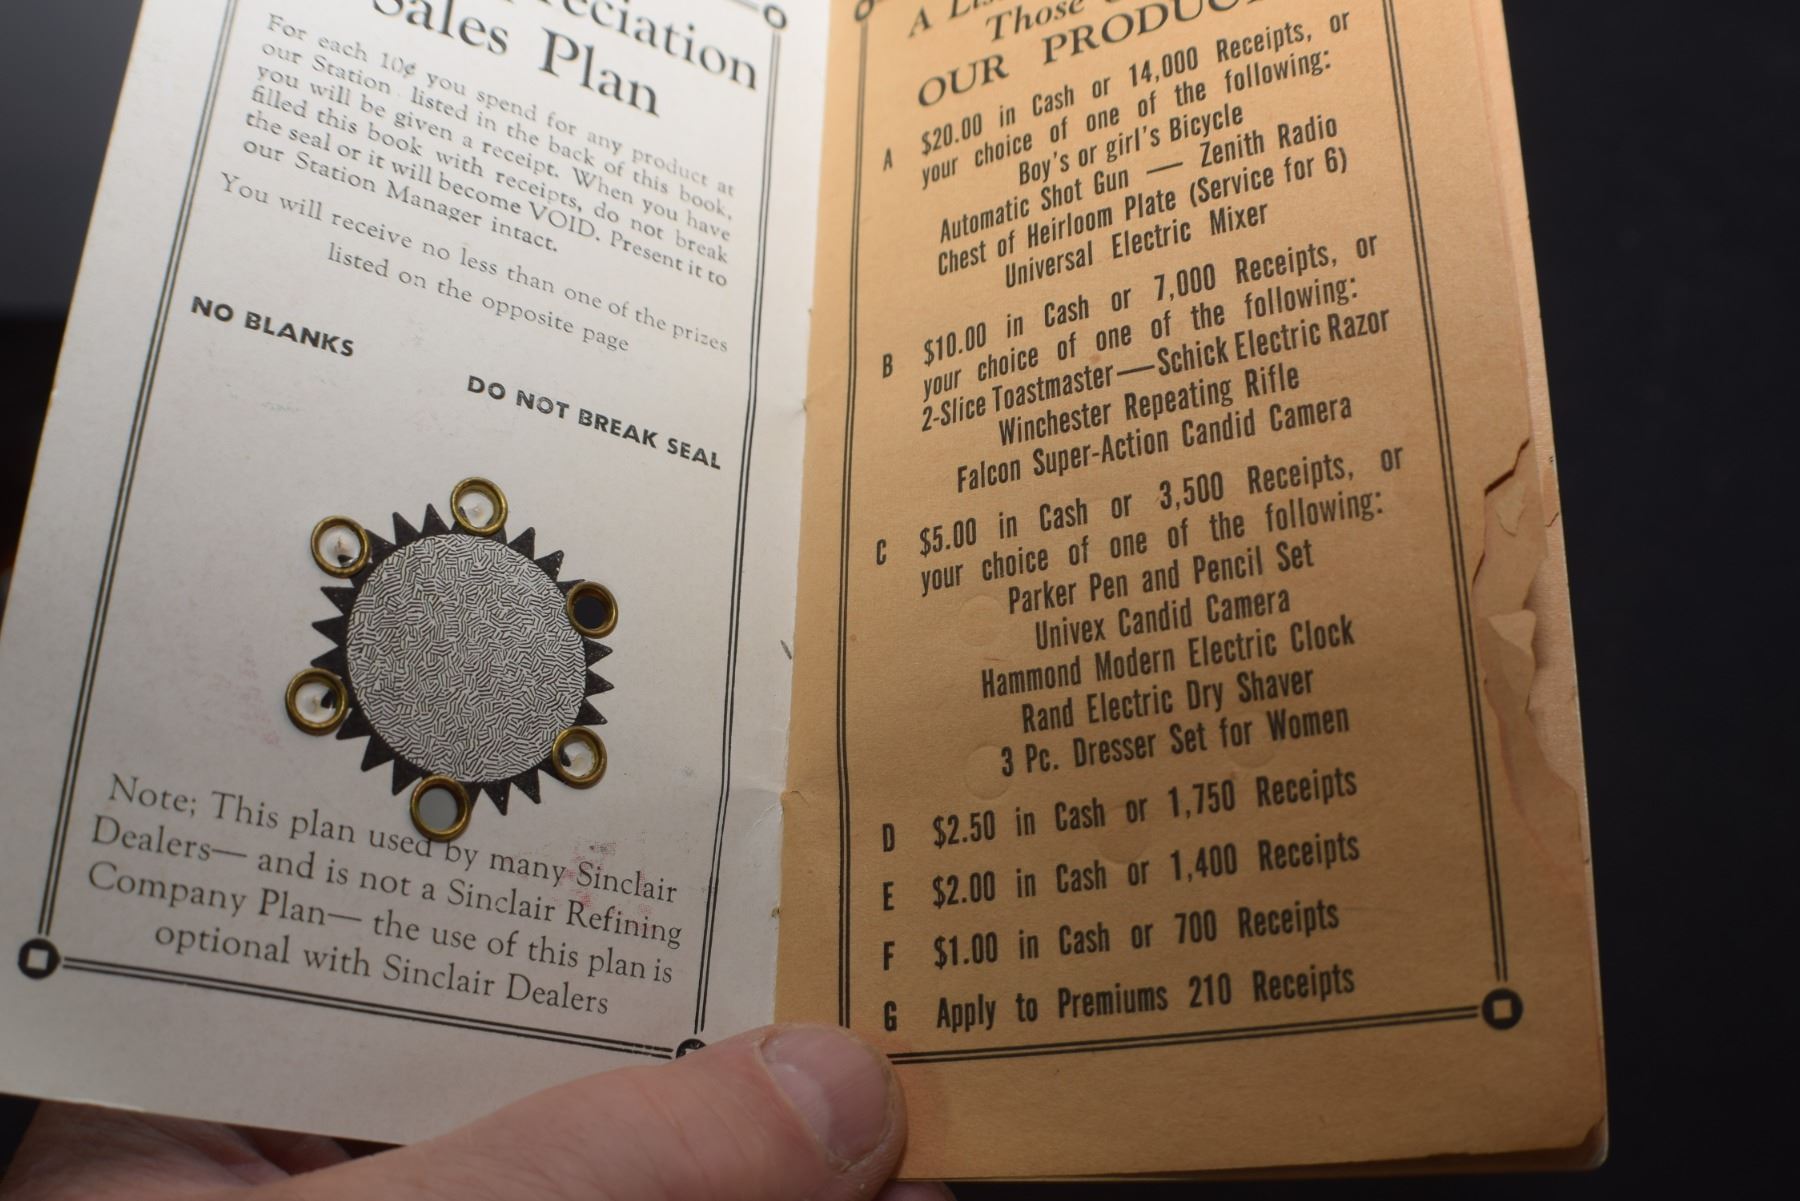 Sales Plan
For each 10¢ you spend for any product at
our Station listed in the back of this book,
you will be given a receipt. When you have
filled this book with receipts, do not break
the seal or it will become VOID. Present it to
our Station Manager intact.
You will receive no less than one of the prizes
listed on the opposite page
NO BLANKS
DO NOT BREAK SEAL
Note; This plan used by many Sinclair
Dealers— and is not a Sinclair Refining
Company Plan— the use of this plan is
optional with Sinclair Dealers
A
Those
OUR
A $20.00 in Cash or 14,000 Receipts, or
your choice of one of the following:
Boy's or girl's Bicycle
Automatic Shot Gun — Zenith Radio
Chest of Heirloom Plate (Service for 6)
Universal Electric Mixer
B $10.00 in Cash or 7,000 Receipts, or
your choice of one of the following:
2-Slice Toastmaster—Schick Electric Razor
Winchester Repeating Rifle
Falcon Super-Action Candid Camera
C $5.00 in Cash or 3,500 Receipts, or
your choice of one of the following:
Parker Pen and Pencil Set
Univex Candid Camera
Hammond Modern Electric Clock
Rand Electric Dry Shaver
3 Pc. Dresser Set for Women
D $2.50 in Cash or 1,750 Receipts
E $2.00 in Cash or 1,400 Receipts
F $1.00 in Cash or 700 Receipts
G Apply to Premiums 210 Receipts